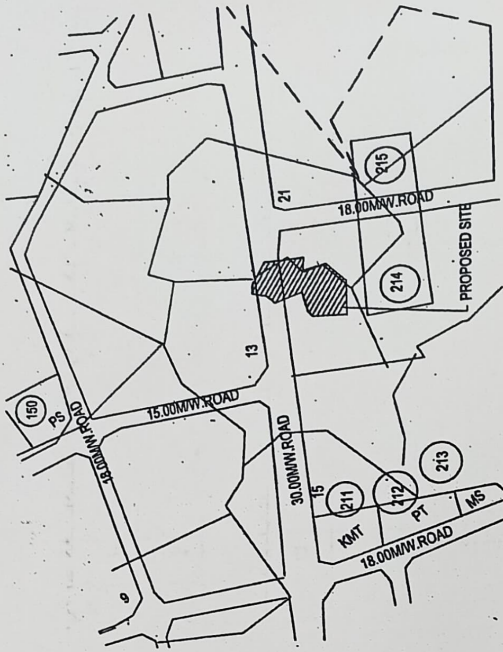 150
PS
18.00M/W.ROAD
9
15.00M/W.ROAD
13
21
18.00M/W.ROAD
215
214
PROPOSED SITE
30.00M/W.ROAD
15
211
KMT
212
PT
213
MS
18.00M/W.ROAD